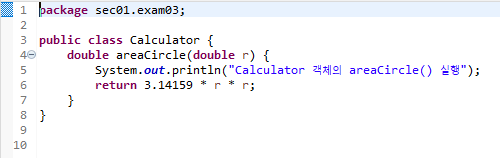 1 package sec01.exam03;
2
3 public class Calculator {
4     double areaCircle(double r) {
5         System.out.println("Calculator 객체의 areaCircle() 실행");
6         return 3.14159 * r * r;
7     }
8 }
9
10